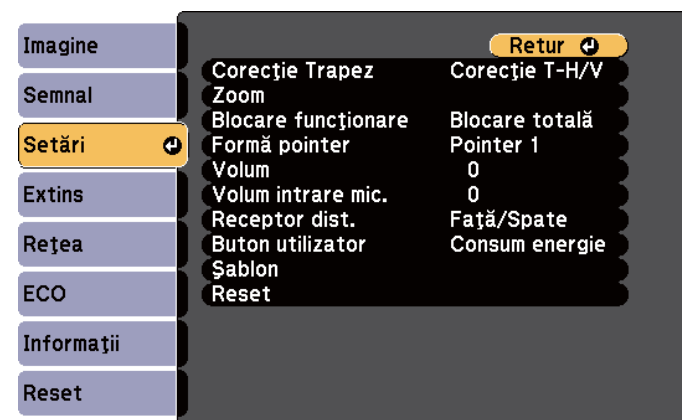 Imagine
Semnal
Setări
Extins
Reţea
ECO
Informaţii
Reset
Retur
Corecţie Trapez Corecţie T-H/V
Zoom
Blocare funcţionare Blocare totală
Formă pointer Pointer 1
Volum 0
Volum intrare mic. 0
Receptor dist. Faţă/Spate
Buton utilizator Consum energie
Şablon
Reset